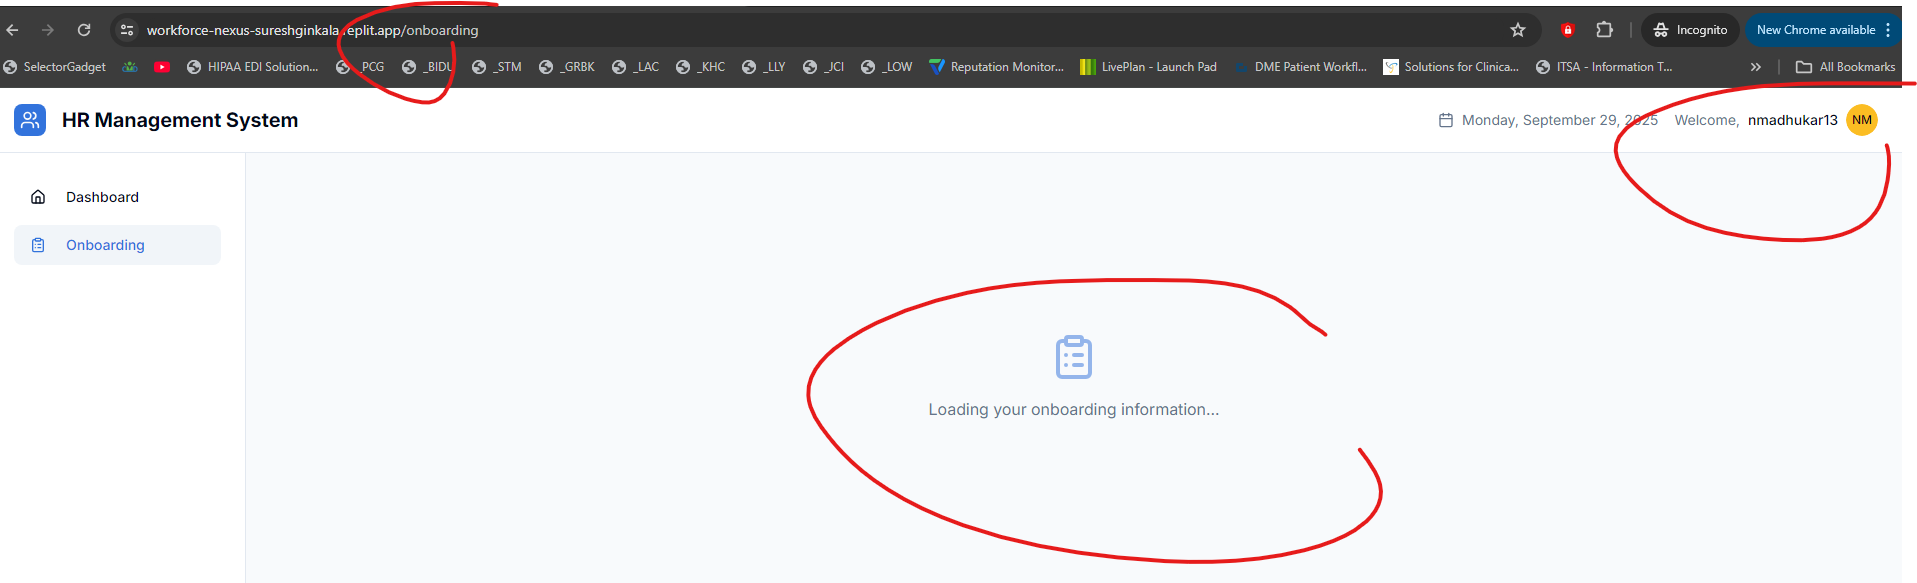 workforce-nexus-sureshginkala.replit.app/onboarding
Incognito
New Chrome available
SelectorGadget
HIPAA EDI Solution...
_PCG
_BIDU
_STM
_GRBK
_LAC
_KHC
_LLY
_JCI
_LOW
Reputation Monitor...
LivePlan - Launch Pad
DME Patient Workfl...
Solutions for Clinica...
ITSA - Information T...
All Bookmarks
HR Management System
Monday, September 29, 2025
Welcome, nmadhukar13
NM
Dashboard
Onboarding
Loading your onboarding information...